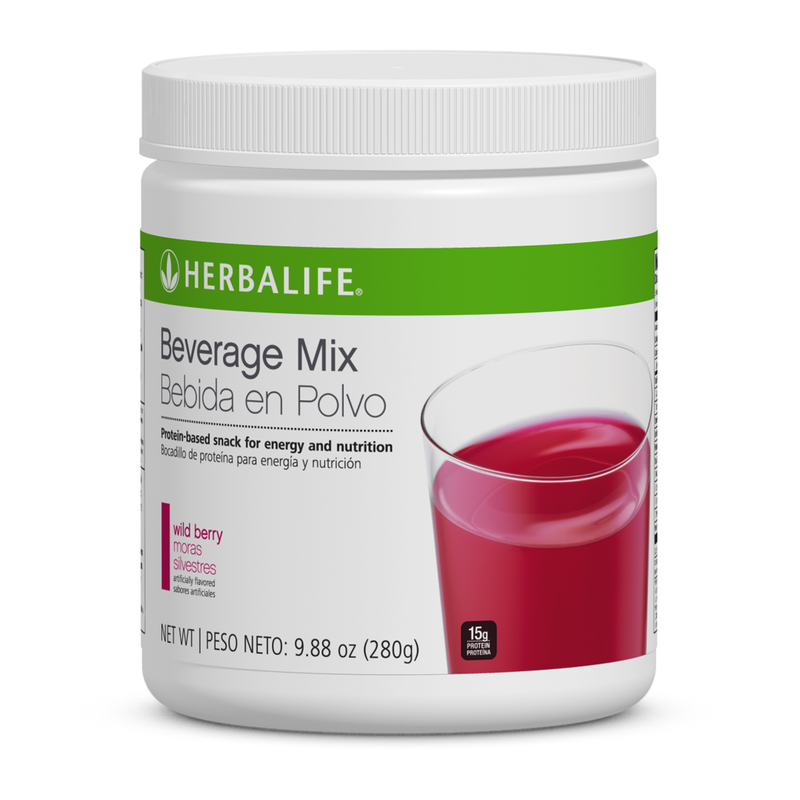 HERBALIFE®
Beverage Mix
Bebida en Polvo
Protein-based snack for energy and nutrition
Bocadillo de proteína para energía y nutrición
wild berry
moras
silvestres
artificially flavored
sabores artificiales
NET WT | PESO NETO: 9.88 oz (280g)
15g
PROTEIN
PROTEÍNA